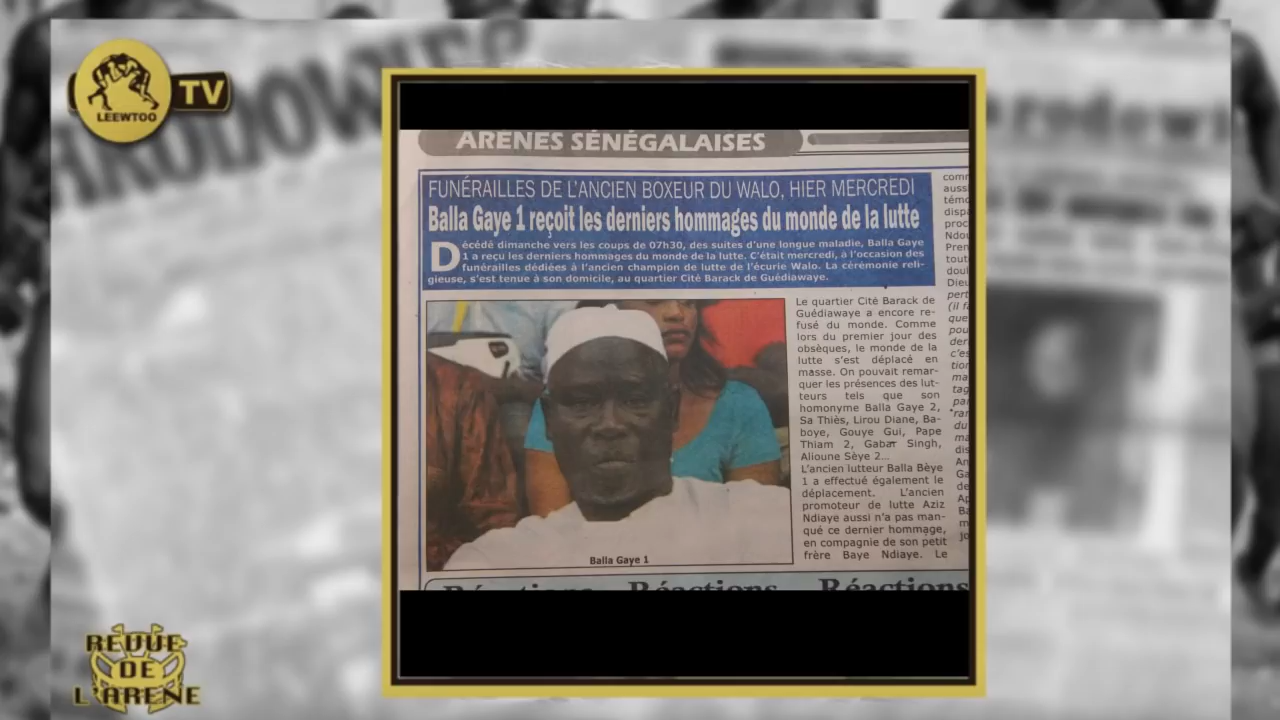 LEEWTOO
TV
ARENES SÉNÉGALAISES
FUNÉRAILLES DE L'ANCIEN BOXEUR DU WALO, HIER MERCREDI
Balla Gaye 1 reçoit les derniers hommages du monde de la lutte
Décédé dimanche vers les coups de 07h30, des suites d'une longue maladie, Balla Gaye
1 a reçu les derniers hommages du monde de la lutte. C'était mercredi, à l'occasion des
funérailles dédiées à l'ancien champion de lutte de l'écurie Walo. La cérémonie reli-
gieuse, s'est tenue à son domicile, au quartier Cité Barack de Guédiawaye.
Balla Gaye 1
Le quartier Cité Barack de
Guédiawaye a encore re-
fusé du monde. Comme
lors du premier jour des
obsèques, le monde de la
lutte s'est déplacé en
masse. On pouvait remar-
quer les présences des lut-
teurs tels que son
homonyme Balla Gaye 2,
Sa Thiès, Lirou Diane, Ba-
boye, Gouye Gui, Pape
Thiam 2, Gabar Singh,
Alioune Sèye 2...
L'ancien lutteur Balla Bèye
1 a effectué également le
déplacement. L'ancien
promoteur de lutte Aziz
Ndiaye aussi n'a pas man-
qué ce dernier hommage,
en compagnie de son petit
frère Baye Ndiaye. Le
Réactions Réactions Réactions
REVUE
DE
L'ARENE